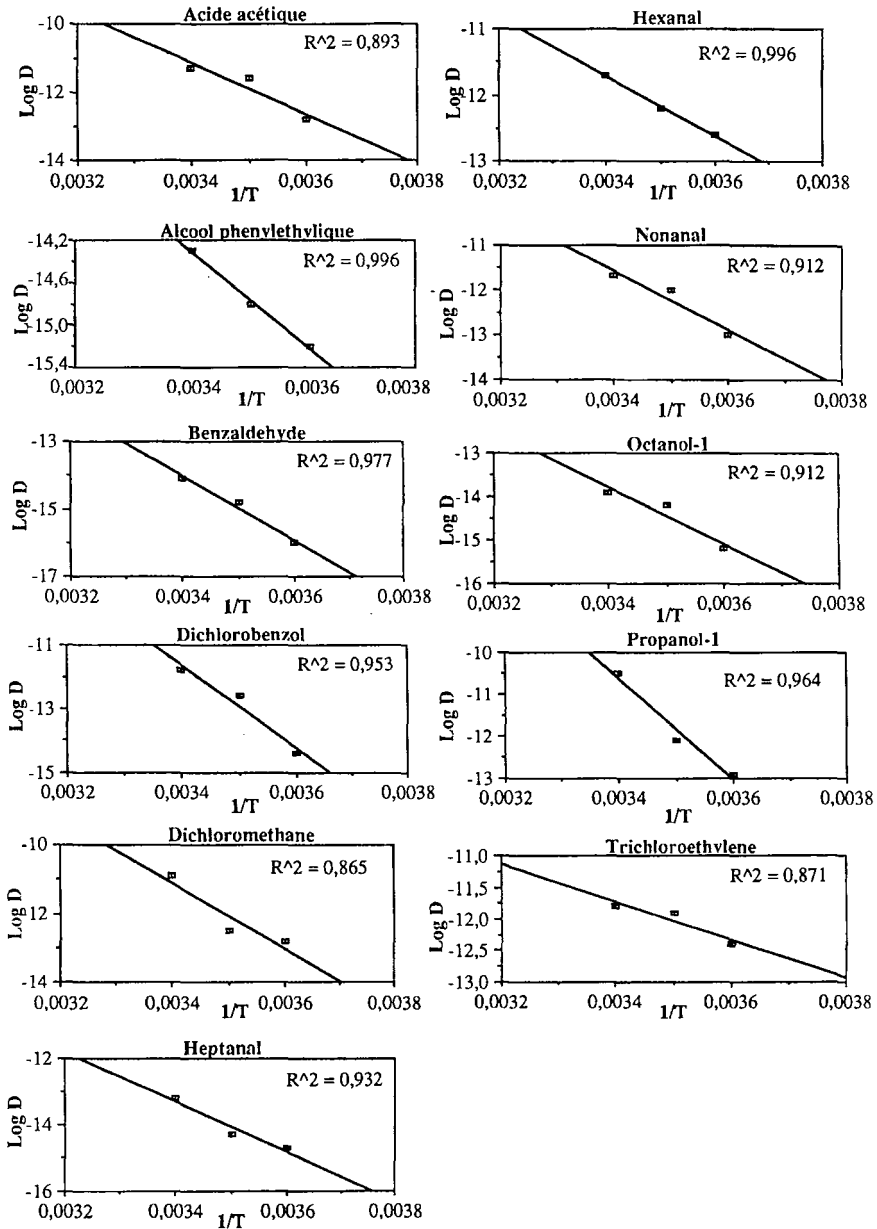 Acide acétique
R^2 = 0,893
Log D
-10
-12
-14
0,0032 0,0034 0,0036 0,0038
1/T
Hexanal
R^2 = 0,996
Log D
-11
-12
-13
0,0032 0,0034 0,0036 0,0038
1/T
Alcool phenylethylique
R^2 = 0,996
Log D
-14,2
-14,6
-15,0
-15,4
0,0032 0,0034 0,0036 0,0038
1/T
Nonanal
R^2 = 0,912
Log D
-11
-12
-13
-14
0,0032 0,0034 0,0036 0,0038
1/T
Benzaldehyde
R^2 = 0,977
Log D
-13
-15
-17
0,0032 0,0034 0,0036 0,0038
1/T
Octanol-1
R^2 = 0,912
Log D
-13
-14
-15
-16
0,0032 0,0034 0,0036 0,0038
1/T
Dichlorobenzol
R^2 = 0,953
Log D
-11
-13
-15
0,0032 0,0034 0,0036 0,0038
1/T
Propanol-1
R^2 = 0,964
Log D
-10
-11
-12
-13
0,0032 0,0034 0,0036 0,0038
1/T
Dichloromethane
R^2 = 0,865
Log D
-10
-12
-14
0,0032 0,0034 0,0036 0,0038
1/T
Trichloroethylene
R^2 = 0,871
Log D
-11,0
-11,5
-12,0
-12,5
-13,0
0,0032 0,0034 0,0036 0,0038
1/T
Heptanal
R^2 = 0,932
Log D
-12
-14
-16
0,0032 0,0034 0,0036 0,0038
1/T